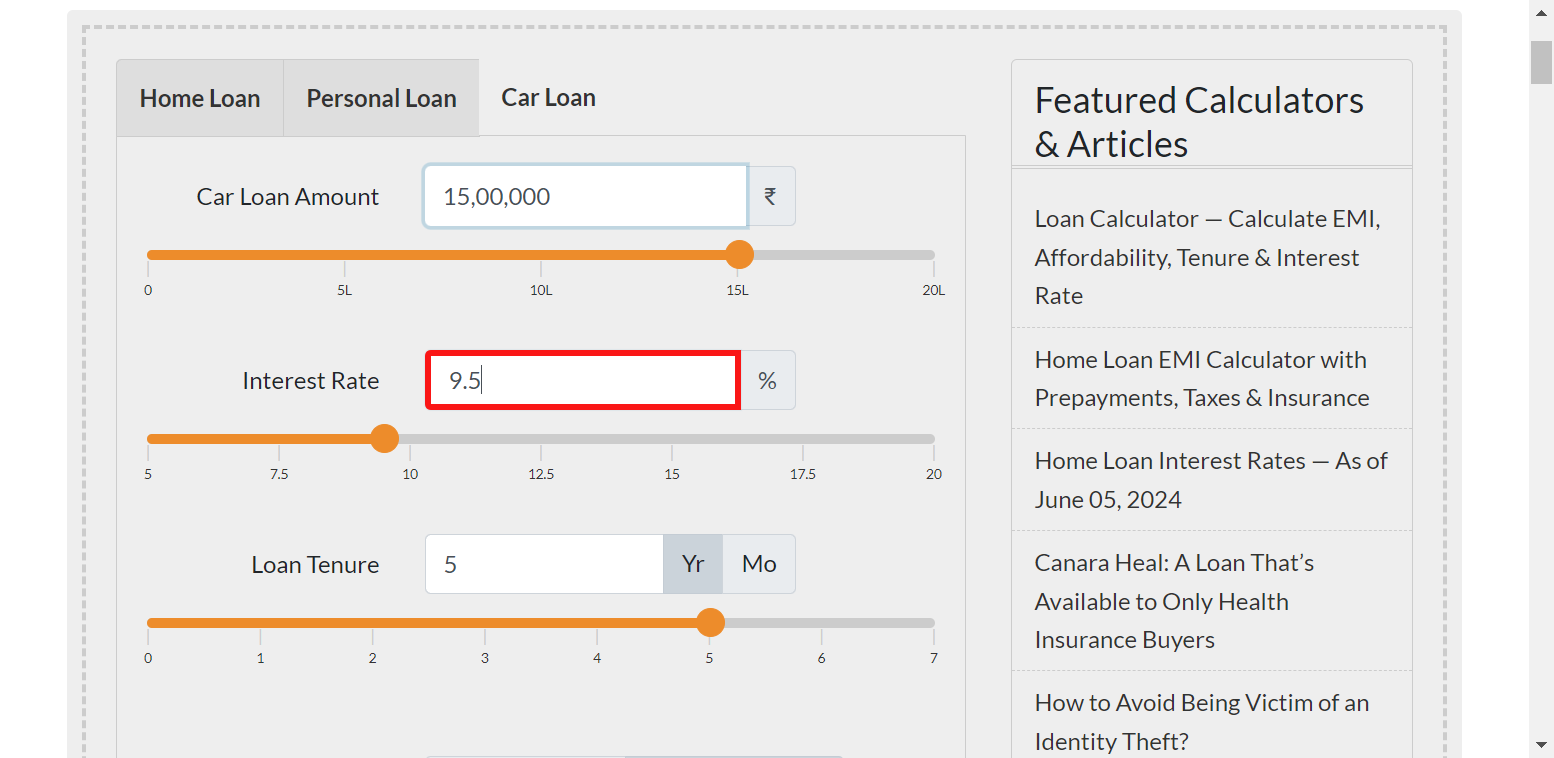 Home Loan
Personal Loan
Car Loan
Car Loan Amount
15,00,000
₹
0
5L
10L
15L
20L
Interest Rate
9.5
%
5
7.5
10
12.5
15
17.5
20
Loan Tenure
5
Yr
Mo
0
1
2
3
4
5
6
7
Featured Calculators
& Articles
Loan Calculator — Calculate EMI,
Affordability, Tenure & Interest
Rate
Home Loan EMI Calculator with
Prepayments, Taxes & Insurance
Home Loan Interest Rates — As of
June 05, 2024
Canara Heal: A Loan That’s
Available to Only Health
Insurance Buyers
How to Avoid Being Victim of an
Identity Theft?